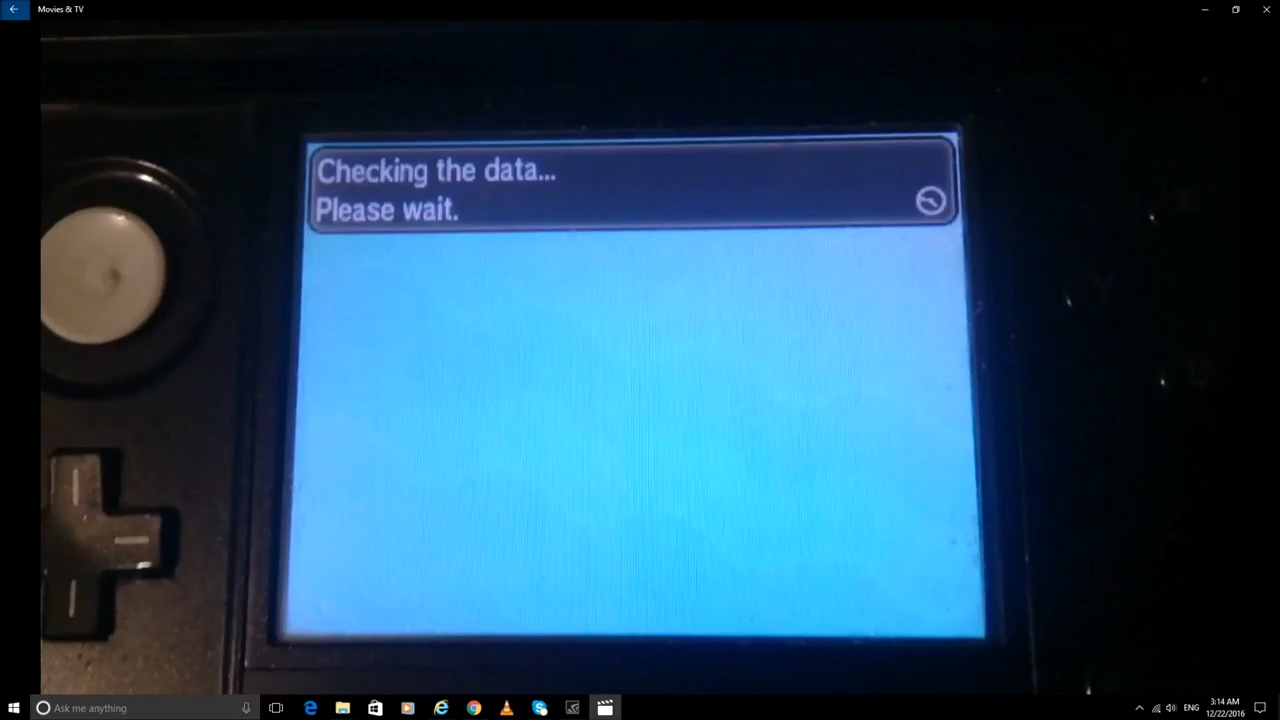 Movies & TV
Checking the data...
Please wait.
Ask me anything
ENG
3:14 AM
12/22/2016